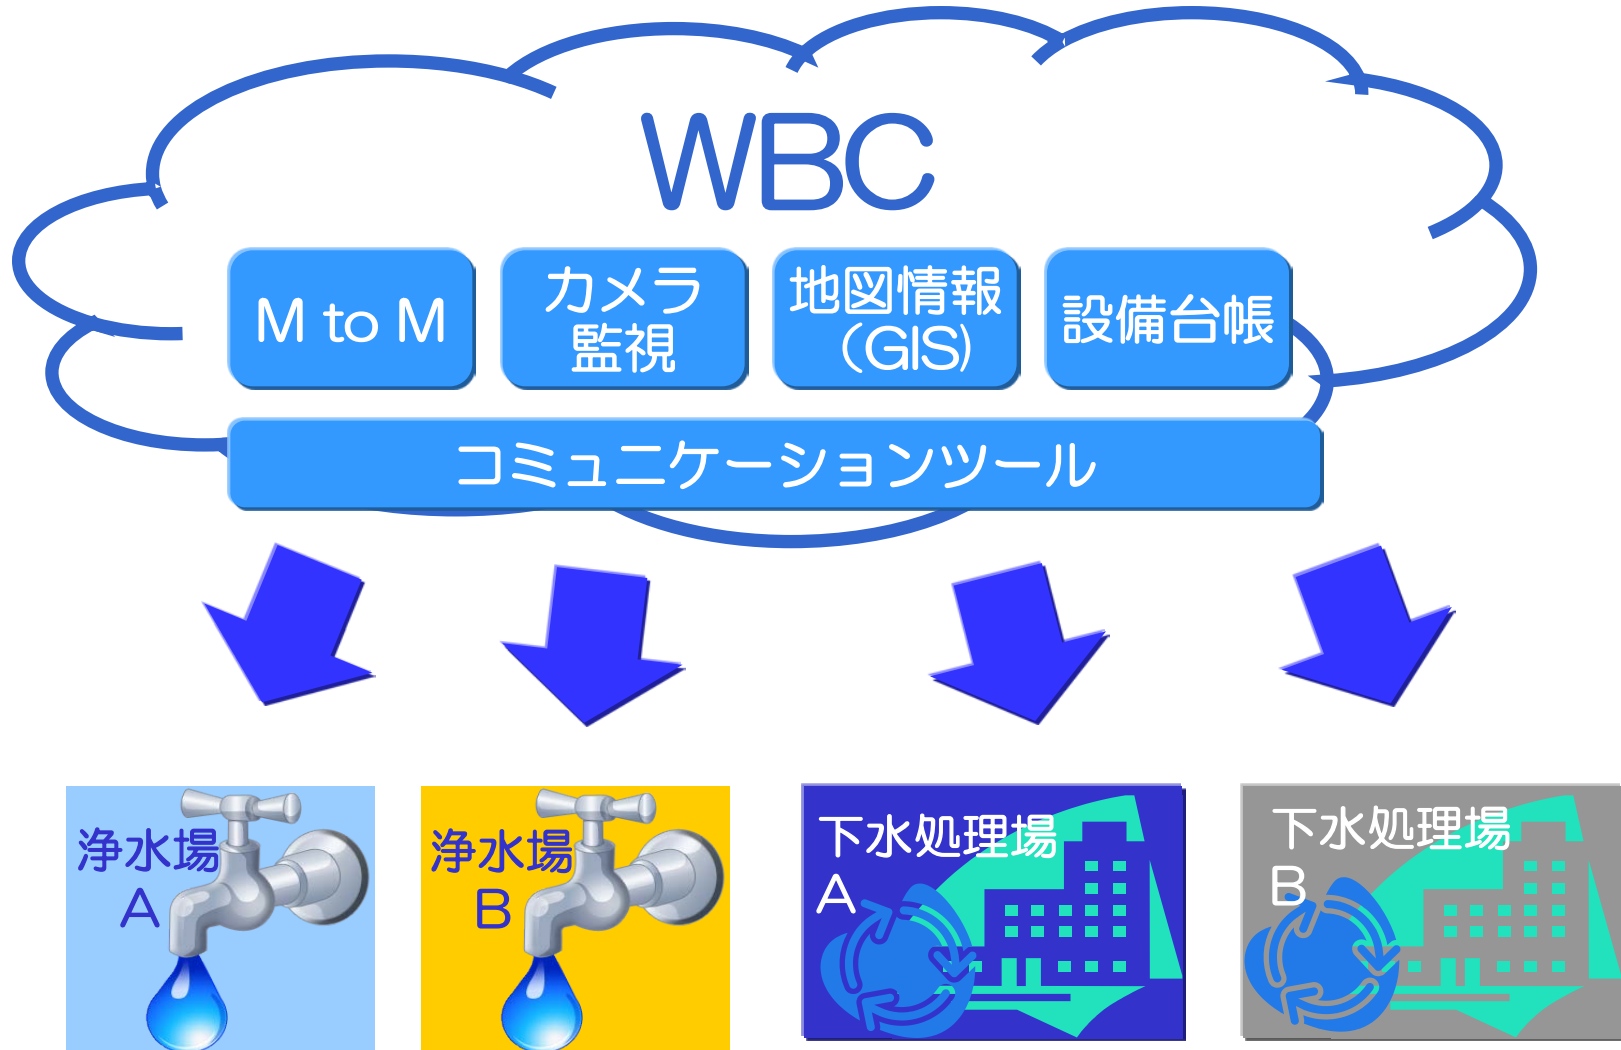 WBC
M to M
カメラ
監視
地図情報
（GIS)
設備台帳
コミュニケーションツール
浄水場
A
浄水場
B
下水処理場
A
下水処理場
B